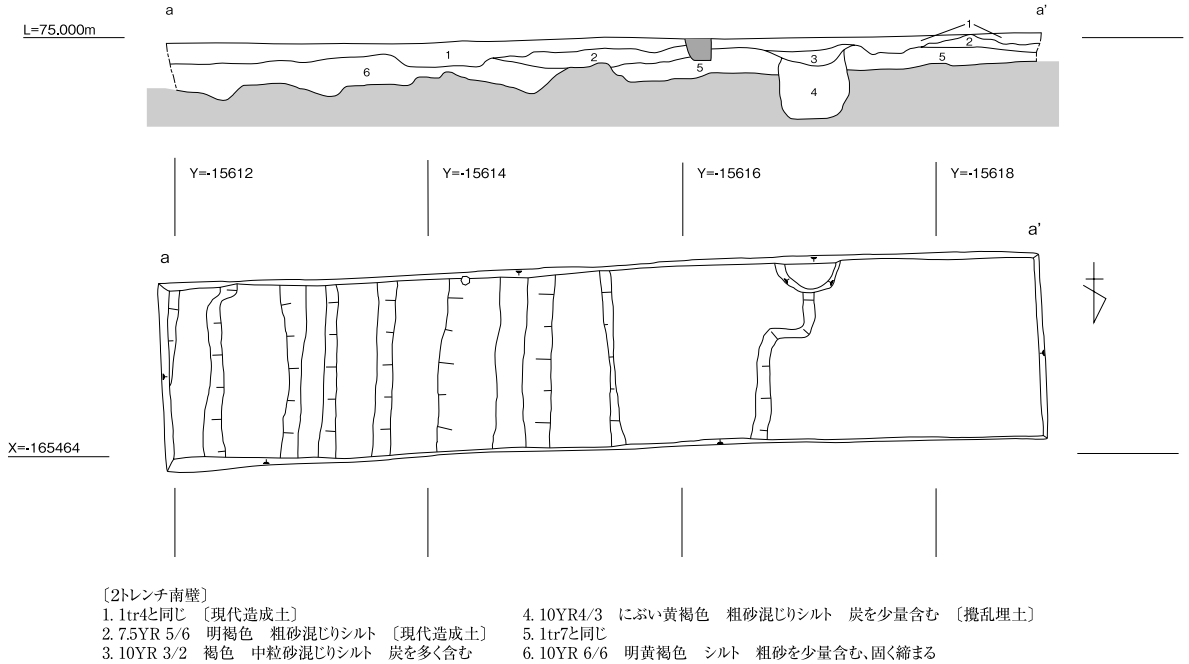 a
a'
L=75.000m
1
1
2
2
3
5
5
6
4
Y=-15612
Y=-15614
Y=-15616
Y=-15618
a
a'
X=-165464
〔2トレンチ南壁〕
1. 1tr4と同じ 〔現代造成土〕
2. 7.5YR 5/6 明褐色 粗砂混じりシルト 〔現代造成土〕
3. 10YR 3/2 褐色 中粒砂混じりシルト 炭を多く含む
4. 10YR4/3 にぶい黄褐色 粗砂混じりシルト 炭を少量含む 〔攪乱埋土〕
5. 1tr7と同じ
6. 10YR 6/6 明黄褐色 シルト 粗砂を少量含む、固く締まる